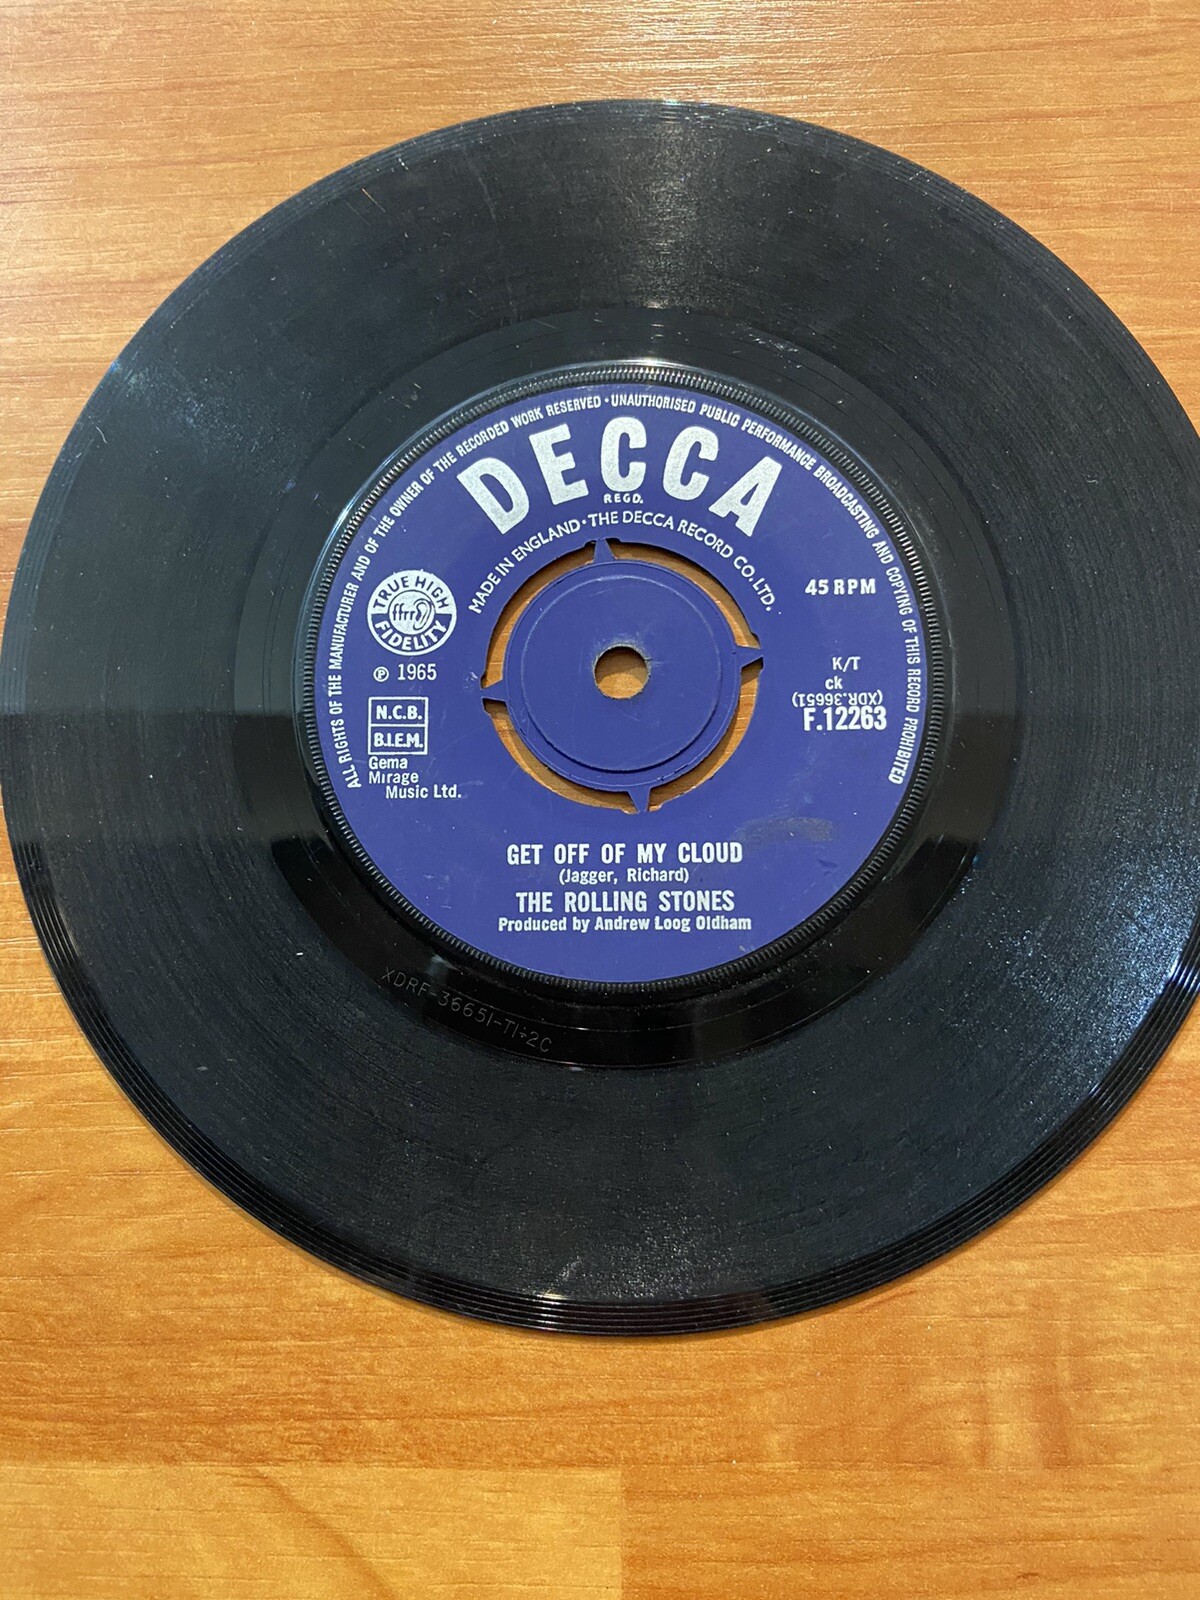 ALL RIGHTS OF THE MANUFACTURER AND OF THE OWNER OF THE RECORDED WORK RESERVED · UNAUTHORISED PUBLIC PERFORMANCE BROADCASTING AND COPYING OF THIS RECORD PROHIBITED
DECCA
REGD.
MADE IN ENGLAND · THE DECCA RECORD CO. LTD.
TRUE HIGH
ffrr
FIDELITY
℗ 1965
N.C.B.
B.I.E.M.
Gema
Mirage
Music Ltd.
45 RPM
K/T
ck
(XDR.36651)
F.12263
GET OFF OF MY CLOUD
(Jagger, Richard)
THE ROLLING STONES
Produced by Andrew Loog Oldham
XDRF-36651-T1-2C